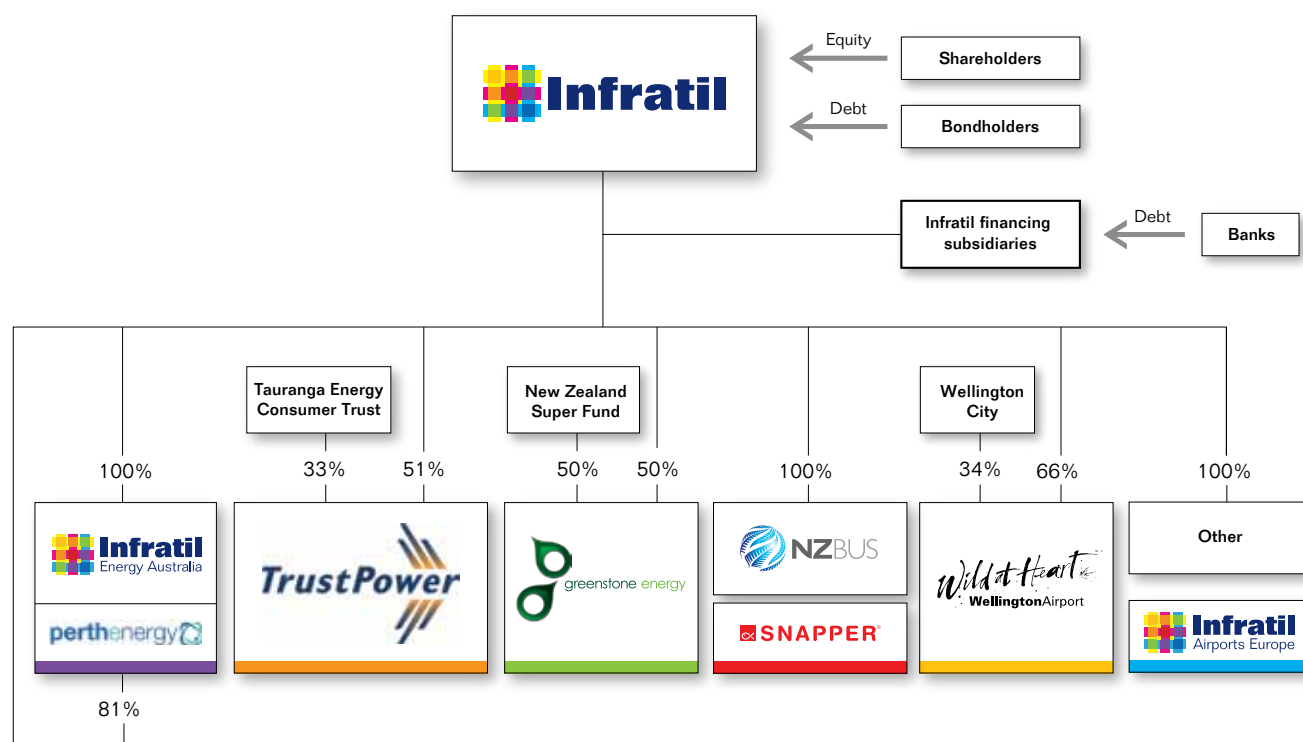 Infratil
Equity
Shareholders
Debt
Bondholders
Infratil financing
subsidiaries
Debt
Banks
Tauranga Energy
Consumer Trust
New Zealand
Super Fund
Wellington
City
100%
33%
51%
50%
50%
100%
34%
66%
100%
Infratil
Energy Australia
perthenergy
TrustPower
greenstone energy
NZBUS
SNAPPER®
Wild at Heart
WellingtonAirport
Other
Infratil
Airports Europe
81%